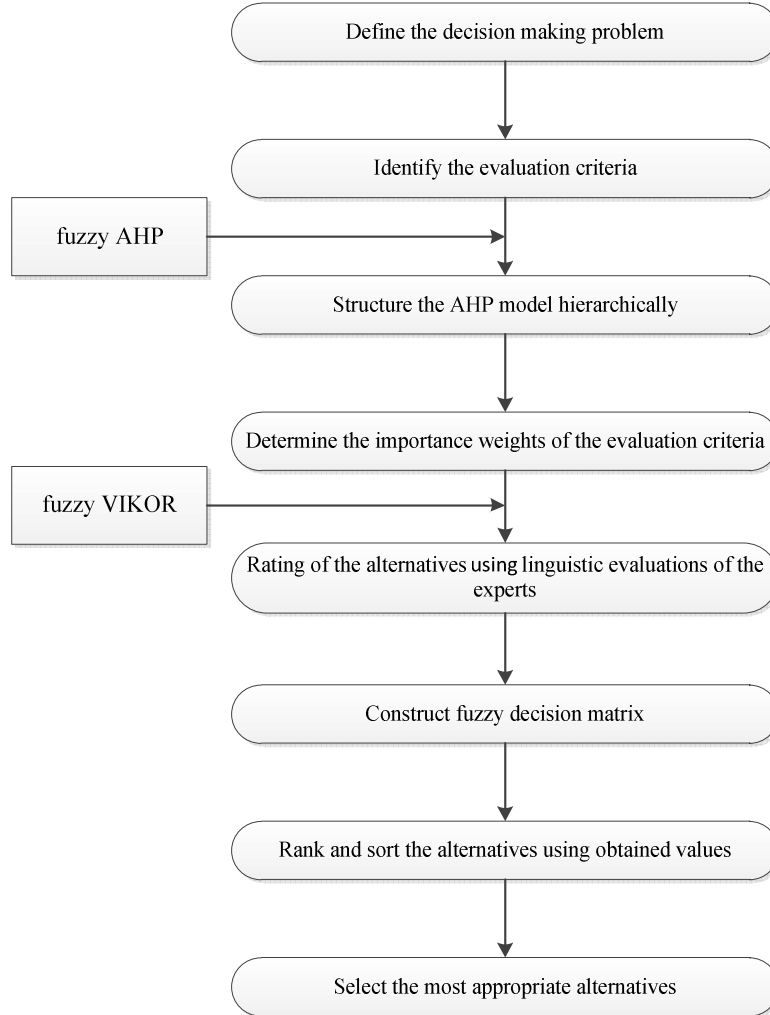 Define the decision making problem
Identify the evaluation criteria
fuzzy AHP
Structure the AHP model hierarchically
Determine the importance weights of the evaluation criteria
fuzzy VIKOR
Rating of the alternatives using linguistic evaluations of the
experts
Construct fuzzy decision matrix
Rank and sort the alternatives using obtained values
Select the most appropriate alternatives